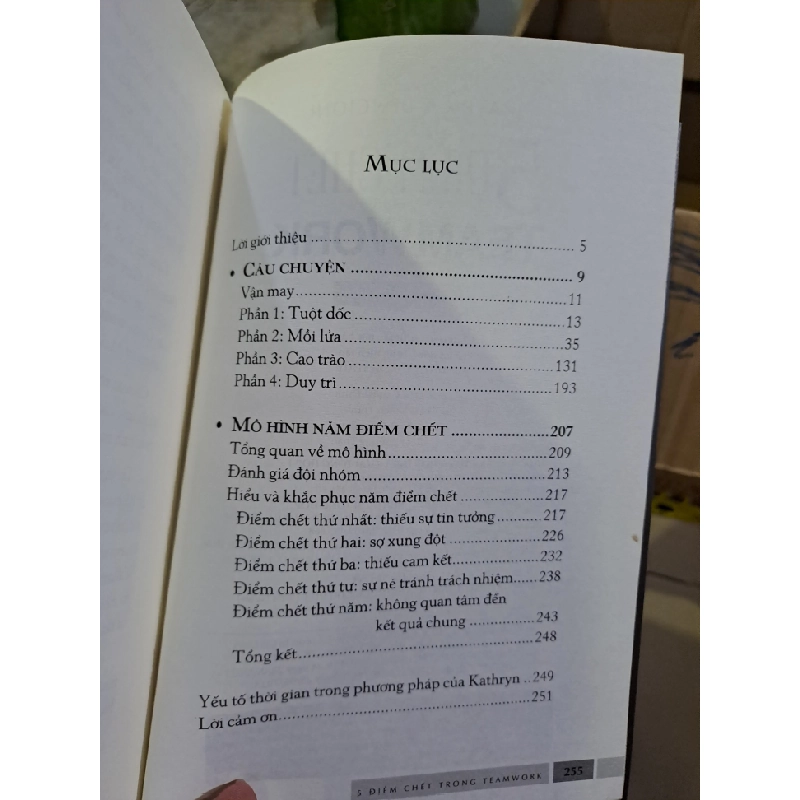 MỤC LỤC
Lời giới thiệu ........ 5
• CÂU CHUYỆN ........ 9
Vận may ........ 11
Phần 1: Tuột dốc ........ 13
Phần 2: Mồi lửa ........ 35
Phần 3: Cao trào ........ 131
Phần 4: Duy trì ........ 193
• MÔ HÌNH NĂM ĐIỂM CHẾT ........ 207
Tổng quan về mô hình ........ 209
Đánh giá đội nhóm ........ 213
Hiểu và khắc phục năm điểm chết ........ 217
Điểm chết thứ nhất: thiếu sự tin tưởng ........ 217
Điểm chết thứ hai: sợ xung đột ........ 226
Điểm chết thứ ba: thiếu cam kết ........ 232
Điểm chết thứ tư: sự né tránh trách nhiệm ........ 238
Điểm chết thứ năm: không quan tâm đến
kết quả chung ........ 243
Tổng kết ........ 248
Yếu tố thời gian trong phương pháp của Kathryn .. 249
Lời cảm ơn ........ 251
5 ĐIỂM CHẾT TRONG TEAMWORK 255